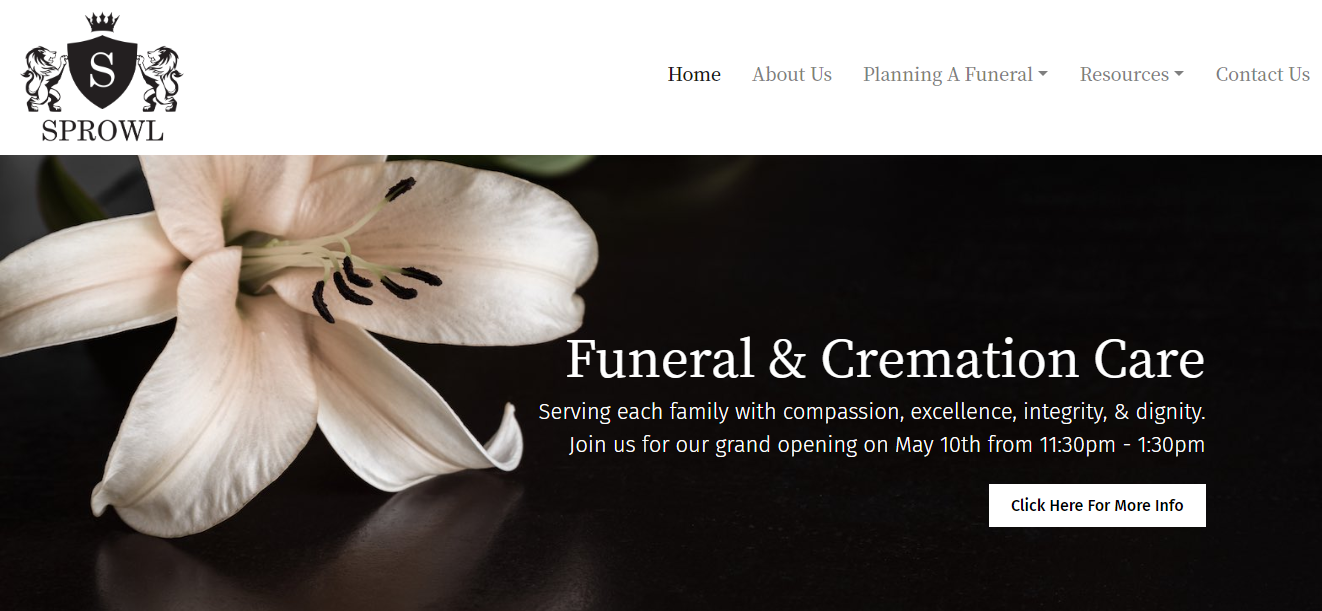 S
SPROWL
Home About Us Planning A Funeral Resources Contact Us
Funeral & Cremation Care
Serving each family with compassion, excellence, integrity, & dignity.
Join us for our grand opening on May 10th from 11:30pm - 1:30pm
Click Here For More Info